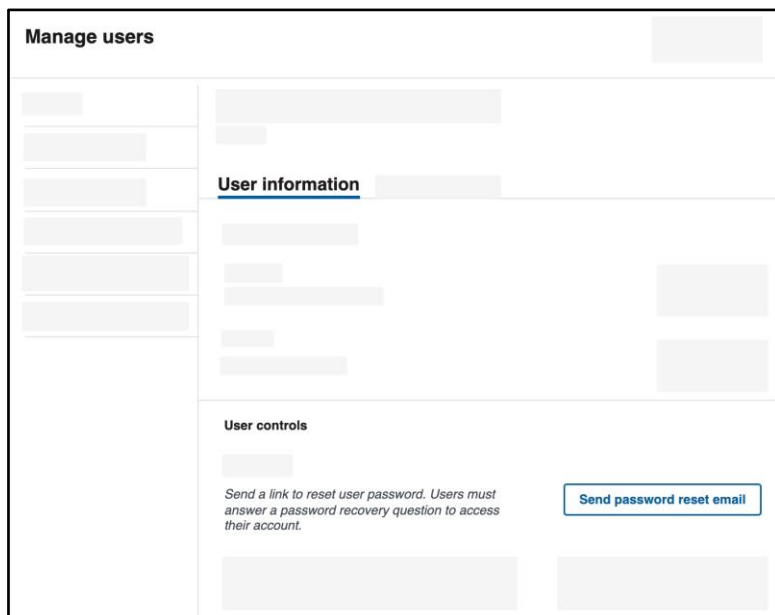 Manage users
User information
User controls
Send a link to reset user password. Users must
answer a password recovery question to access
their account.
Send password reset email